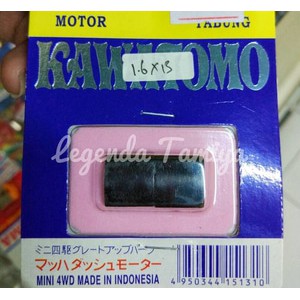 MOTOR TABUNG
KAWATOMO
1.6 x 15
Legenda Tamiya
ミニ四駆グレートアップパーツ
マッハダッシュモーター
MINI 4WD MADE IN INDONESIA
4 950344 151310